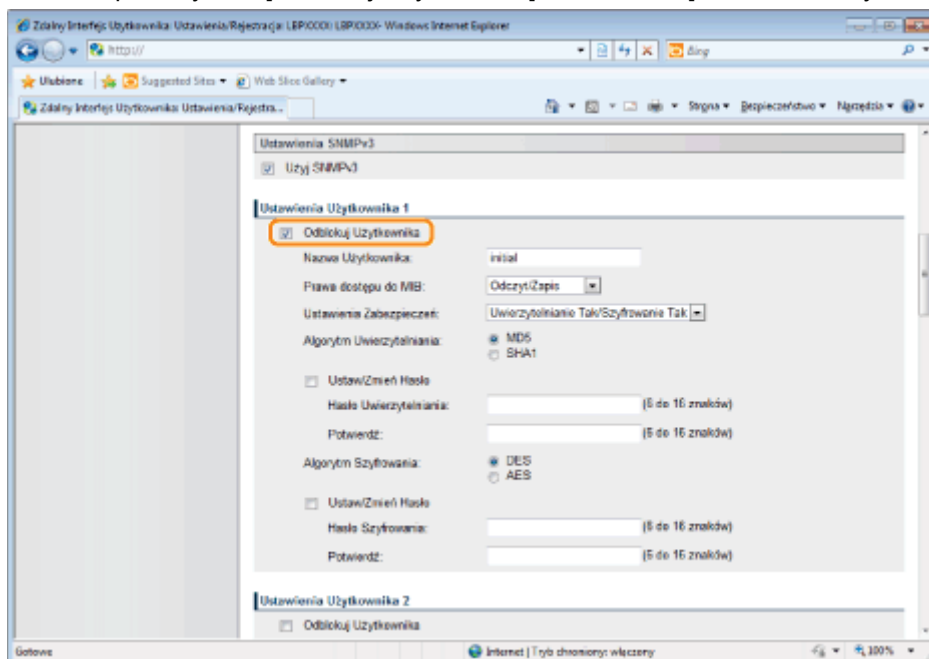 Zdalny Interfejs Użytkownika: Ustawienia/Rejestracja: LBPXXXX: LBPXXXX- Windows Internet Explorer
http://
Bing
Ulubione Suggested Sites Web Slice Gallery
Zdalny Interfejs Użytkownika: Ustawienia/Rejestra... Strona Bezpieczeństwo Narzędzia
Ustawienia SNMPv3
Użyj SNMPv3
Ustawienia Użytkownika 1
Odblokuj Użytkownika
Nazwa Użytkownika: initial
Prawa dostępu do MIB: Odczyt/Zapis
Ustawienia Zabezpieczeń: Uwierzytelnianie Tak/Szyfrowanie Tak
Algorytm Uwierzytelniania: MD5
SHA1
Ustaw/Zmień Hasło
Hasło Uwierzytelniania: (6 do 16 znaków)
Potwierdź: (6 do 16 znaków)
Algorytm Szyfrowania: DES
AES
Ustaw/Zmień Hasło
Hasło Szyfrowania: (6 do 16 znaków)
Potwierdź: (6 do 16 znaków)
Ustawienia Użytkownika 2
Odblokuj Użytkownika
Gotowe Internet | Tryb chroniony: włączony 100%